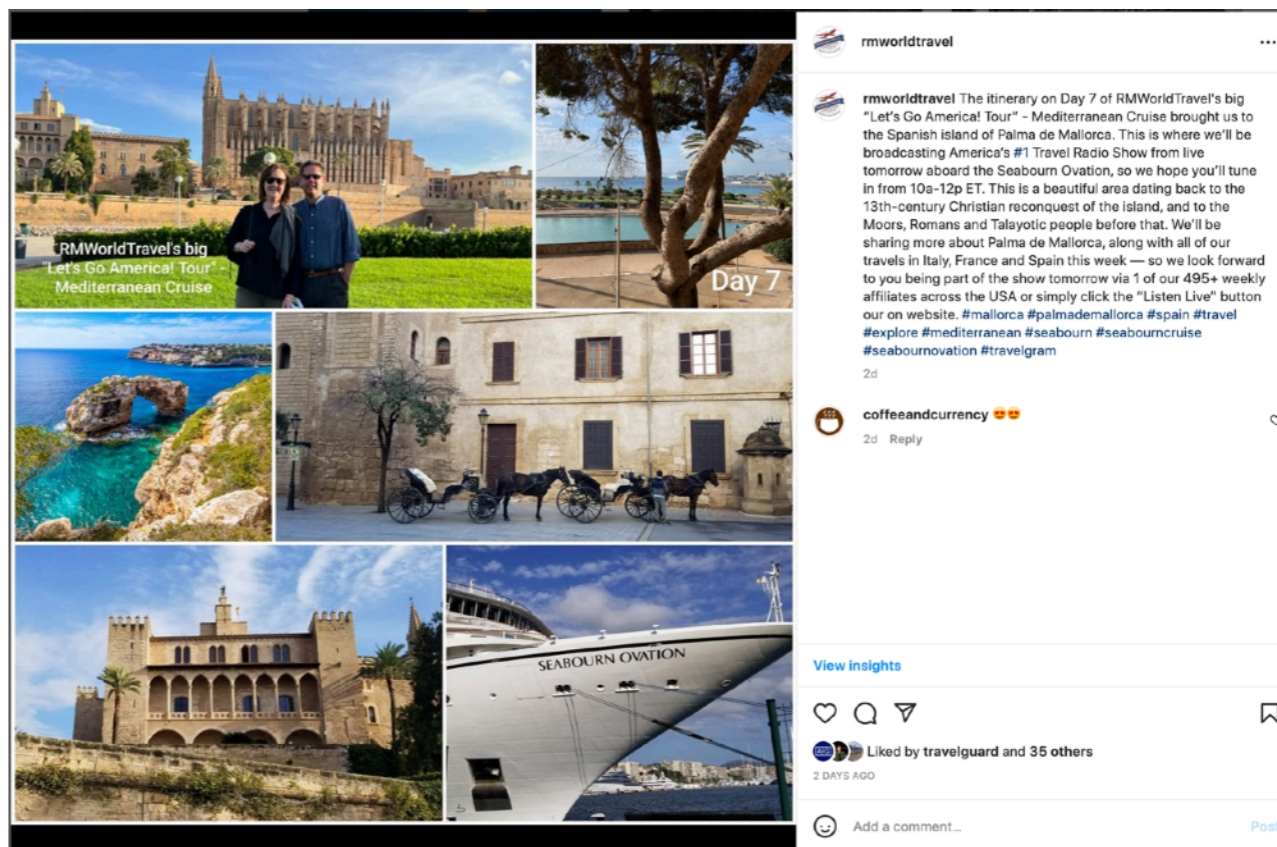 RMWorldTravel's big
"Let's Go America! Tour" -
Mediterranean Cruise
Day 7
SEABOURN OVATION
rmworldtravel
rmworldtravel The itinerary on Day 7 of RMWorldTravel's big
"Let's Go America! Tour" - Mediterranean Cruise brought us to
the Spanish island of Palma de Mallorca. This is where we'll be
broadcasting America's #1 Travel Radio Show from live
tomorrow aboard the Seabourn Ovation, so we hope you'll tune
in from 10a-12p ET. This is a beautiful area dating back to the
13th-century Christian reconquest of the island, and to the
Moors, Romans and Talayotic people before that. We'll be
sharing more about Palma de Mallorca, along with all of our
travels in Italy, France and Spain this week — so we look forward
to you being part of the show tomorrow via 1 of our 495+ weekly
affiliates across the USA or simply click the "Listen Live" button
our on website. #mallorca #palmademallorca #spain #travel
#explore #mediterranean #seabourn #seabourncruise
#seabournovation #travelgram
2d
coffeeandcurrency 😍😍
2d Reply
View insights
Liked by travelguard and 35 others
2 DAYS AGO
Add a comment...
Post